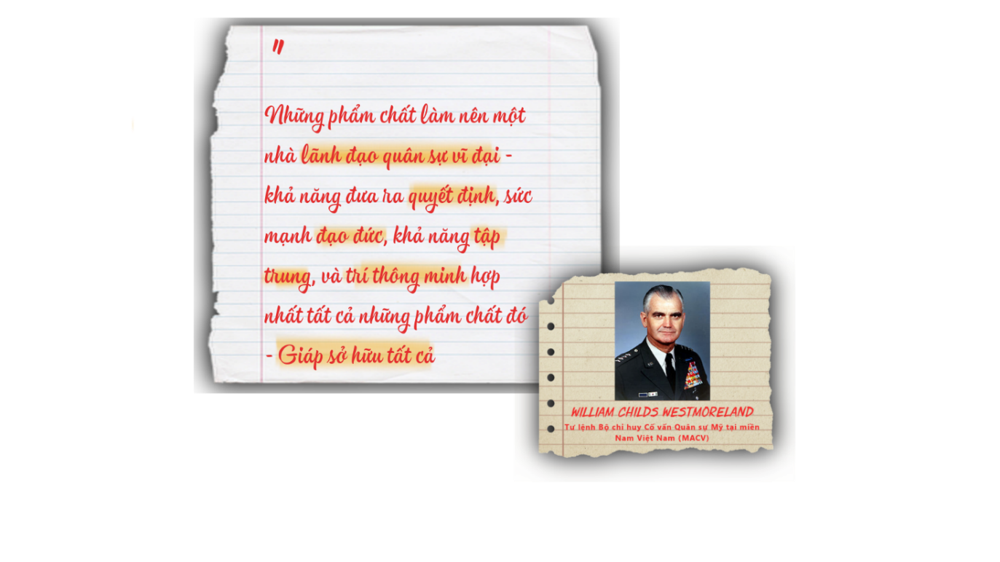 "
Những phẩm chất làm nên một
nhà lãnh đạo quân sự vĩ đại -
khả năng đưa ra quyết định, sức
mạnh đạo đức, khả năng tập
trung, và trí thông minh hợp
nhất tất cả những phẩm chất đó
- Giáp sở hữu tất cả
WILLIAM CHILDS WESTMORELAND
Tư lệnh Bộ chỉ huy Cố vấn Quân sự Mỹ tại miền
Nam Việt Nam (MACV)